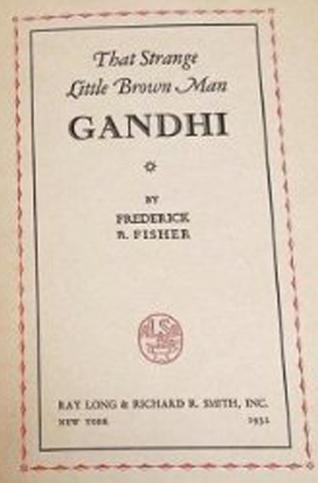 That Strange
Little Brown Man
GANDHI
BY
FREDERICK
B. FISHER
RAY LONG & RICHARD R. SMITH, INC.
NEW YORK 1932